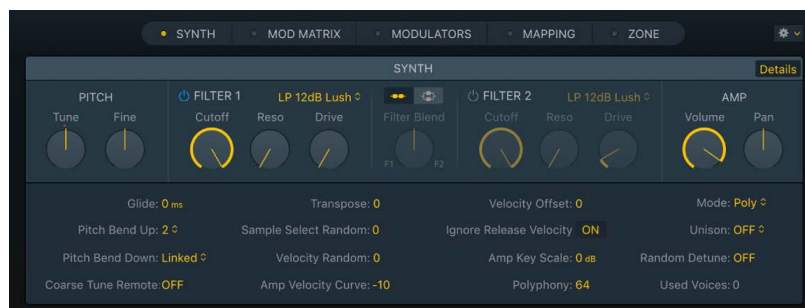 SYNTH MOD MATRIX MODULATORS MAPPING ZONE
SYNTH Details
PITCH FILTER 1 LP 12dB Lush FILTER 2 LP 12dB Lush AMP
Tune Fine Cutoff Reso Drive Filter Blend Cutoff Reso Drive Volume Pan
F1 F2
Glide: 0 ms Transpose: 0 Velocity Offset: 0 Mode: Poly
Pitch Bend Up: 2 Sample Select Random: 0 Ignore Release Velocity ON Unison: OFF
Pitch Bend Down: Linked Velocity Random: 0 Amp Key Scale: 0 dB Random Detune: OFF
Coarse Tune Remote: OFF Amp Velocity Curve: -10 Polyphony: 64 Used Voices: 0